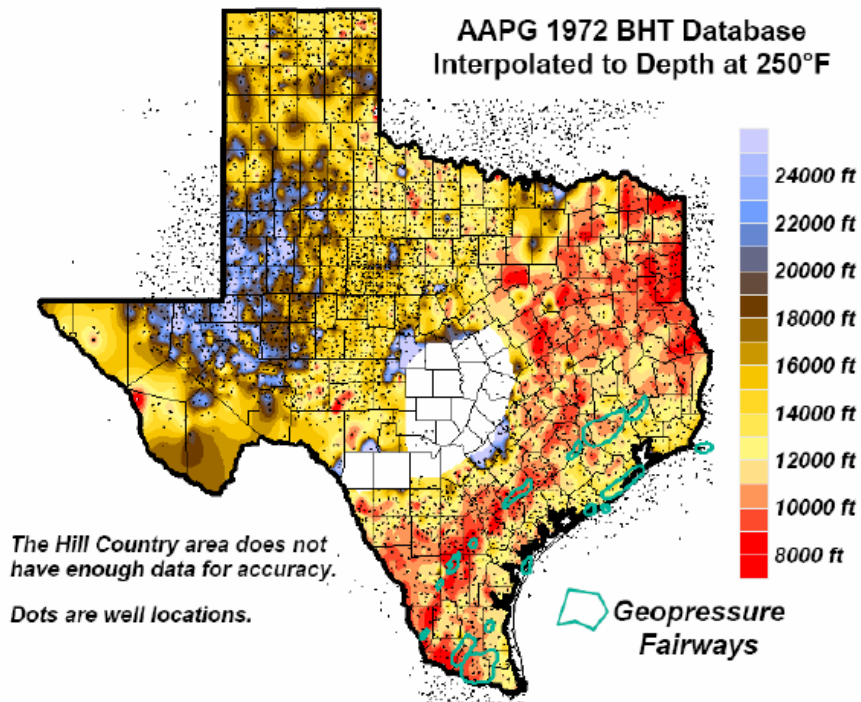 AAPG 1972 BHT Database
Interpolated to Depth at 250°F
24000 ft
22000 ft
20000 ft
18000 ft
16000 ft
14000 ft
12000 ft
10000 ft
8000 ft
The Hill Country area does not
have enough data for accuracy.
Dots are well locations.
Geopressure
Fairways